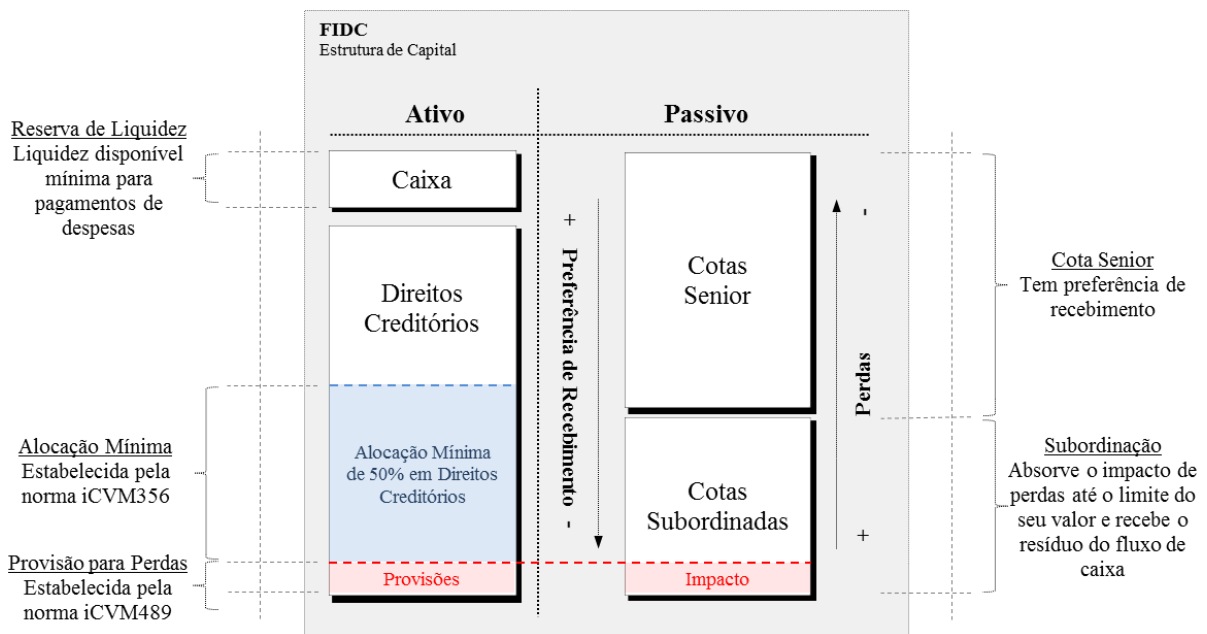 FIDC
Estrutura de Capital
Ativo
Passivo
Reserva de Liquidez
Liquidez disponível
mínima para
pagamentos de
despesas
Caixa
Direitos
Creditórios
Alocação Mínima
Estabelecida pela
norma iCVM356
Alocação Mínima
de 50% em Direitos
Creditórios
Provisão para Perdas
Estabelecida pela
norma iCVM489
Provisões
+ Preferência de Recebimento -
Cotas
Senior
Cotas
Subordinadas
Impacto
+ Perdas -
Cota Senior
Tem preferência de
recebimento
Subordinação
Absorve o impacto de
perdas até o limite do
seu valor e recebe o
resíduo do fluxo de
caixa